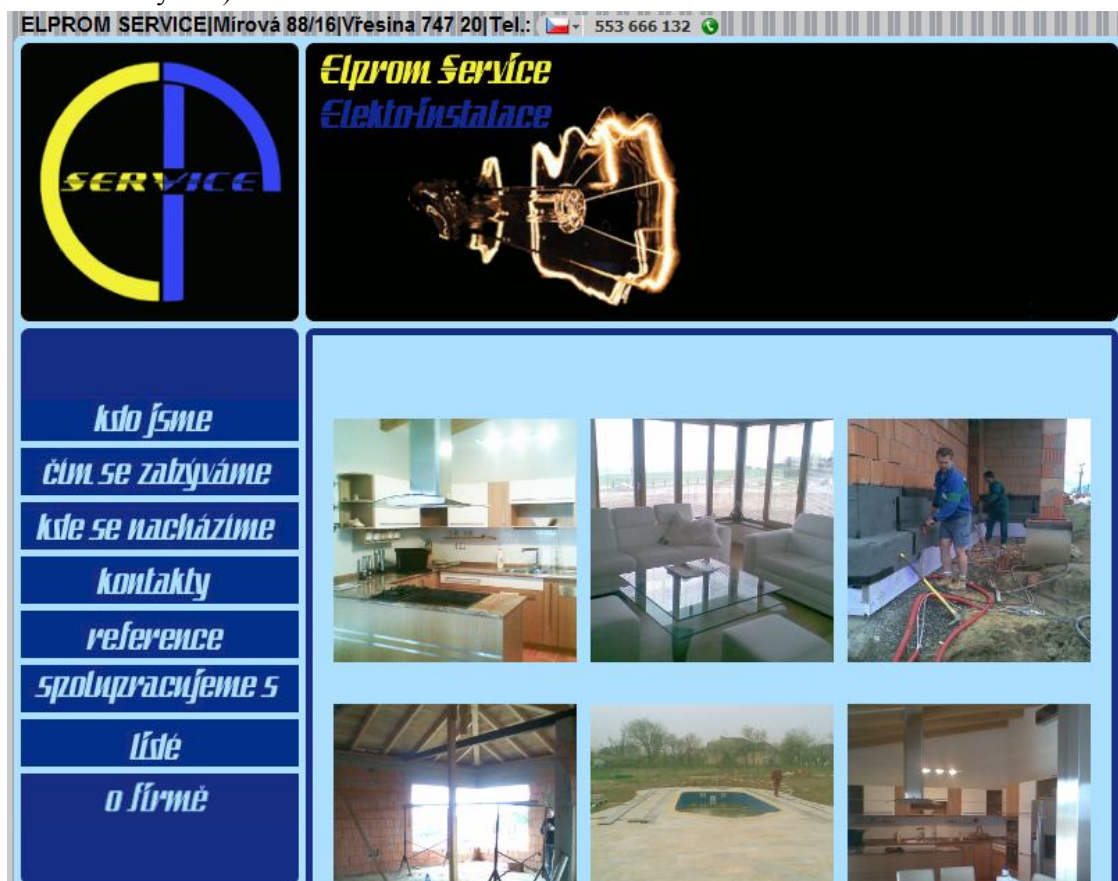 ELPROM SERVICE|Mírová 88/16|Vřesina 747 20| Tel.: 553 666 132
SERVICE
Elprom Service
Elekto-instalace
kdo jsme
čím se zabýváme
kde se nacházíme
kontakty
reference
spolupracujeme s
lidé
o firmě